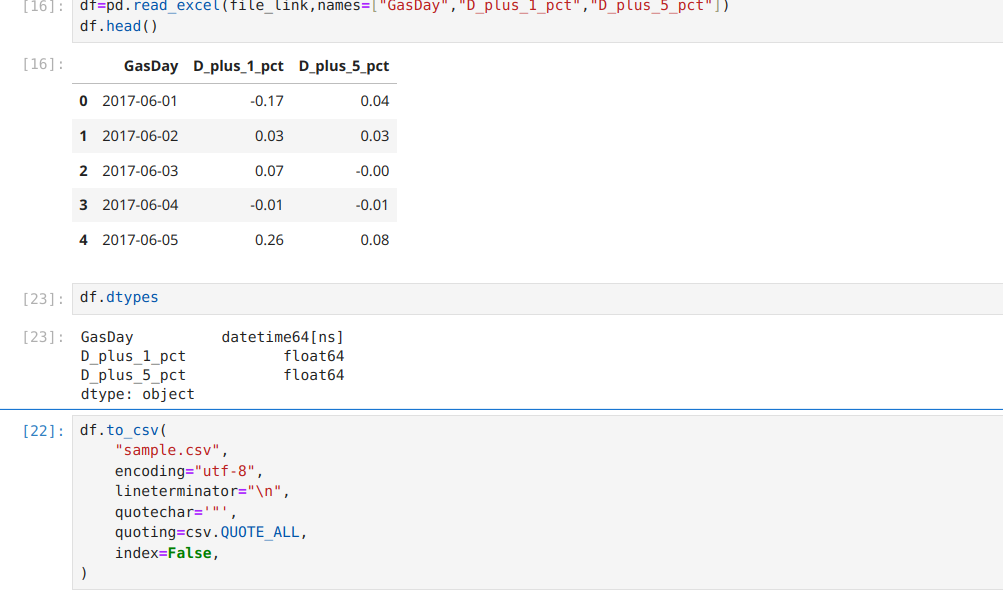 [16]: df=pd.read_excel(file_link,names=["GasDay","D_plus_1_pct","D_plus_5_pct"])
df.head()
[16]: GasDay D_plus_1_pct D_plus_5_pct
0 2017-06-01 -0.17 0.04
1 2017-06-02 0.03 0.03
2 2017-06-03 0.07 -0.00
3 2017-06-04 -0.01 -0.01
4 2017-06-05 0.26 0.08
[23]: df.dtypes
[23]: GasDay datetime64[ns]
D_plus_1_pct float64
D_plus_5_pct float64
dtype: object
[22]: df.to_csv(
"sample.csv",
encoding="utf-8",
lineterminator="\n",
quotechar='"',
quoting=csv.QUOTE_ALL,
index=False,
)